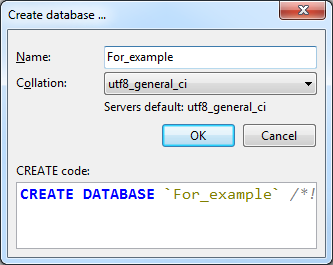 Create database ...
Name:
For_example
Collation:
utf8_general_ci
Servers default: utf8_general_ci
OK
Cancel
CREATE code:
CREATE DATABASE `For_example` /*!